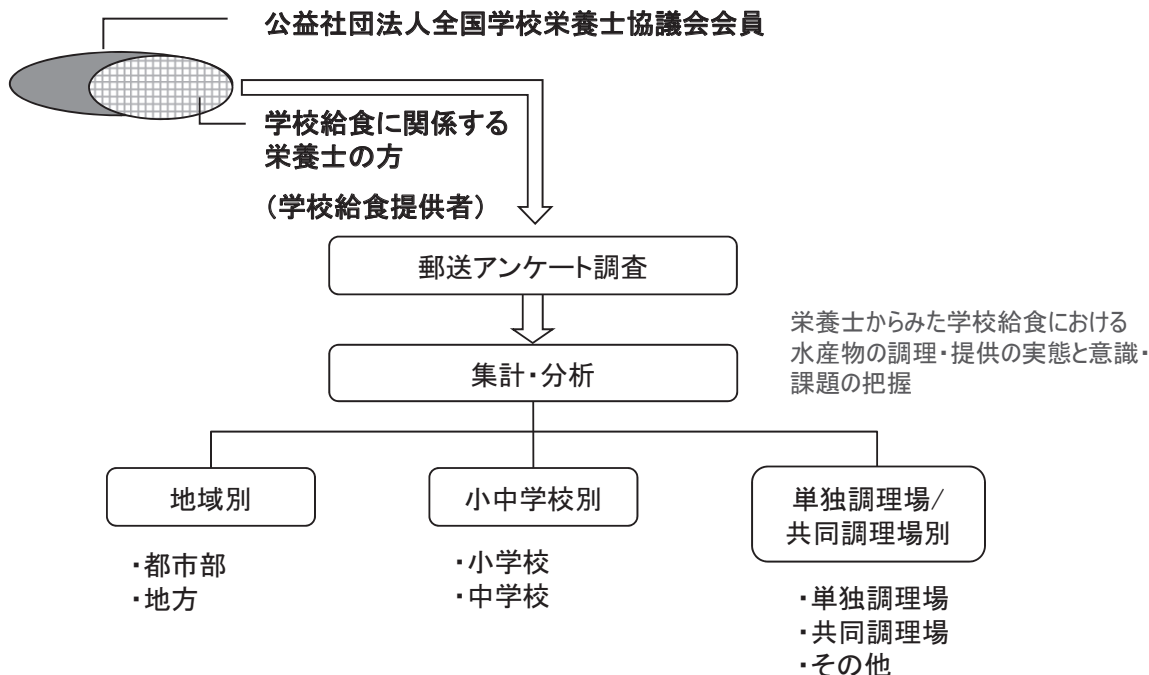 公益社団法人全国学校栄養士協議会会員
学校給食に関係する
栄養士の方
(学校給食提供者)
郵送アンケート調査
集計・分析
栄養士からみた学校給食における
水産物の調理・提供の実態と意識・
課題の把握
地域別
・都市部
・地方
小中学校別
・小学校
・中学校
単独調理場/
共同調理場別
・単独調理場
・共同調理場
・その他